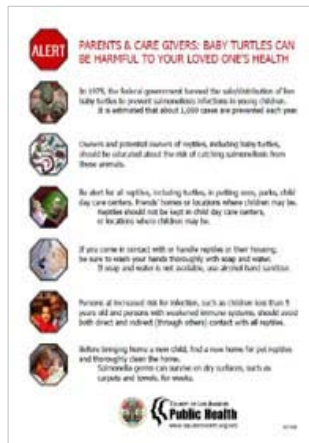 ALERT
PARENTS & CARE GIVERS: BABY TURTLES CAN
BE HARMFUL TO YOUR LOVED ONE'S HEALTH
In 1975, the federal government banned the sale/distribution of live
baby turtles to prevent salmonellosis infections in young children.
It is estimated that about 1,000 cases are prevented each year.
Owners and potential owners of reptiles, including baby turtles,
should be educated about the risk of catching salmonellosis from
these animals.
Be alert for all reptiles, including turtles, in petting zoos, parks, child
day care centers, friends' homes or locations where children may be.
Reptiles should not be kept in child day care centers,
or locations where children may be.
If you come in contact with or handle reptiles or their housing,
be sure to wash your hands thoroughly with soap and water.
If soap and water is not available, use alcohol hand sanitizer.
Persons at increased risk for infection, such as children less than 5
years old and persons with weakened immune systems, should avoid
both direct and indirect (through others) contact with all reptiles.
Before bringing home a new child, find a new home for pet reptiles
and thoroughly clean the home.
Salmonella germs can survive on dry surfaces, such as
carpets and towels, for weeks.
COUNTY OF LOS ANGELES
Public Health